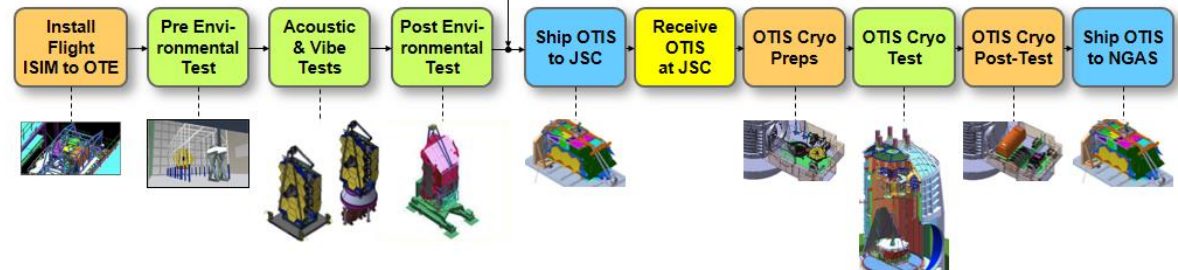 Install
Flight
ISIM to OTE
Pre Envi-
ronmental
Test
Acoustic
& Vibe
Tests
Post Envi-
ronmental
Test
Ship OTIS
to JSC
Receive
OTIS
at JSC
OTIS Cryo
Preps
OTIS Cryo
Test
OTIS Cryo
Post-Test
Ship OTIS
to NGAS